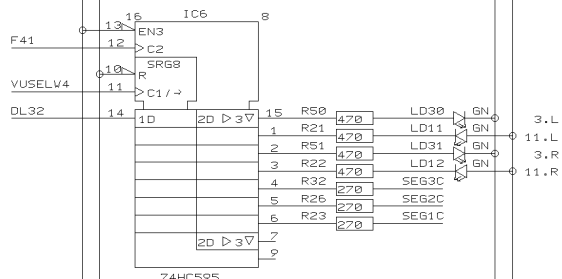 16 IC6 8
13 EN3
F41 12 C2
SRG8
10 R
VUSELW4 11 C1/→
DL32 14 1D 2D ▷ 3▽ 15 R50 470 LD30 GN 3.L
1 R21 470 LD11 GN 11.L
2 R51 470 LD31 GN 3.R
3 R22 470 LD12 GN 11.R
4 R32 270 SEG3C
5 R26 270 SEG2C
6 R23 270 SEG1C
2D ▷ 3▽ 7
9
74HC595